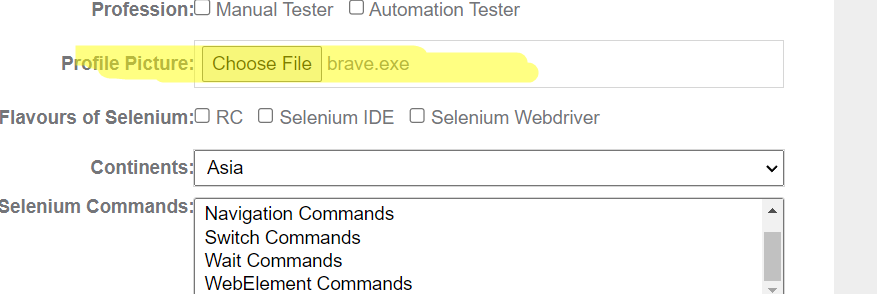 Profession: Manual Tester Automation Tester
Profile Picture: Choose File brave.exe
Flavours of Selenium: RC Selenium IDE Selenium Webdriver
Continents: Asia
Selenium Commands: Navigation Commands
Switch Commands
Wait Commands
WebElement Commands